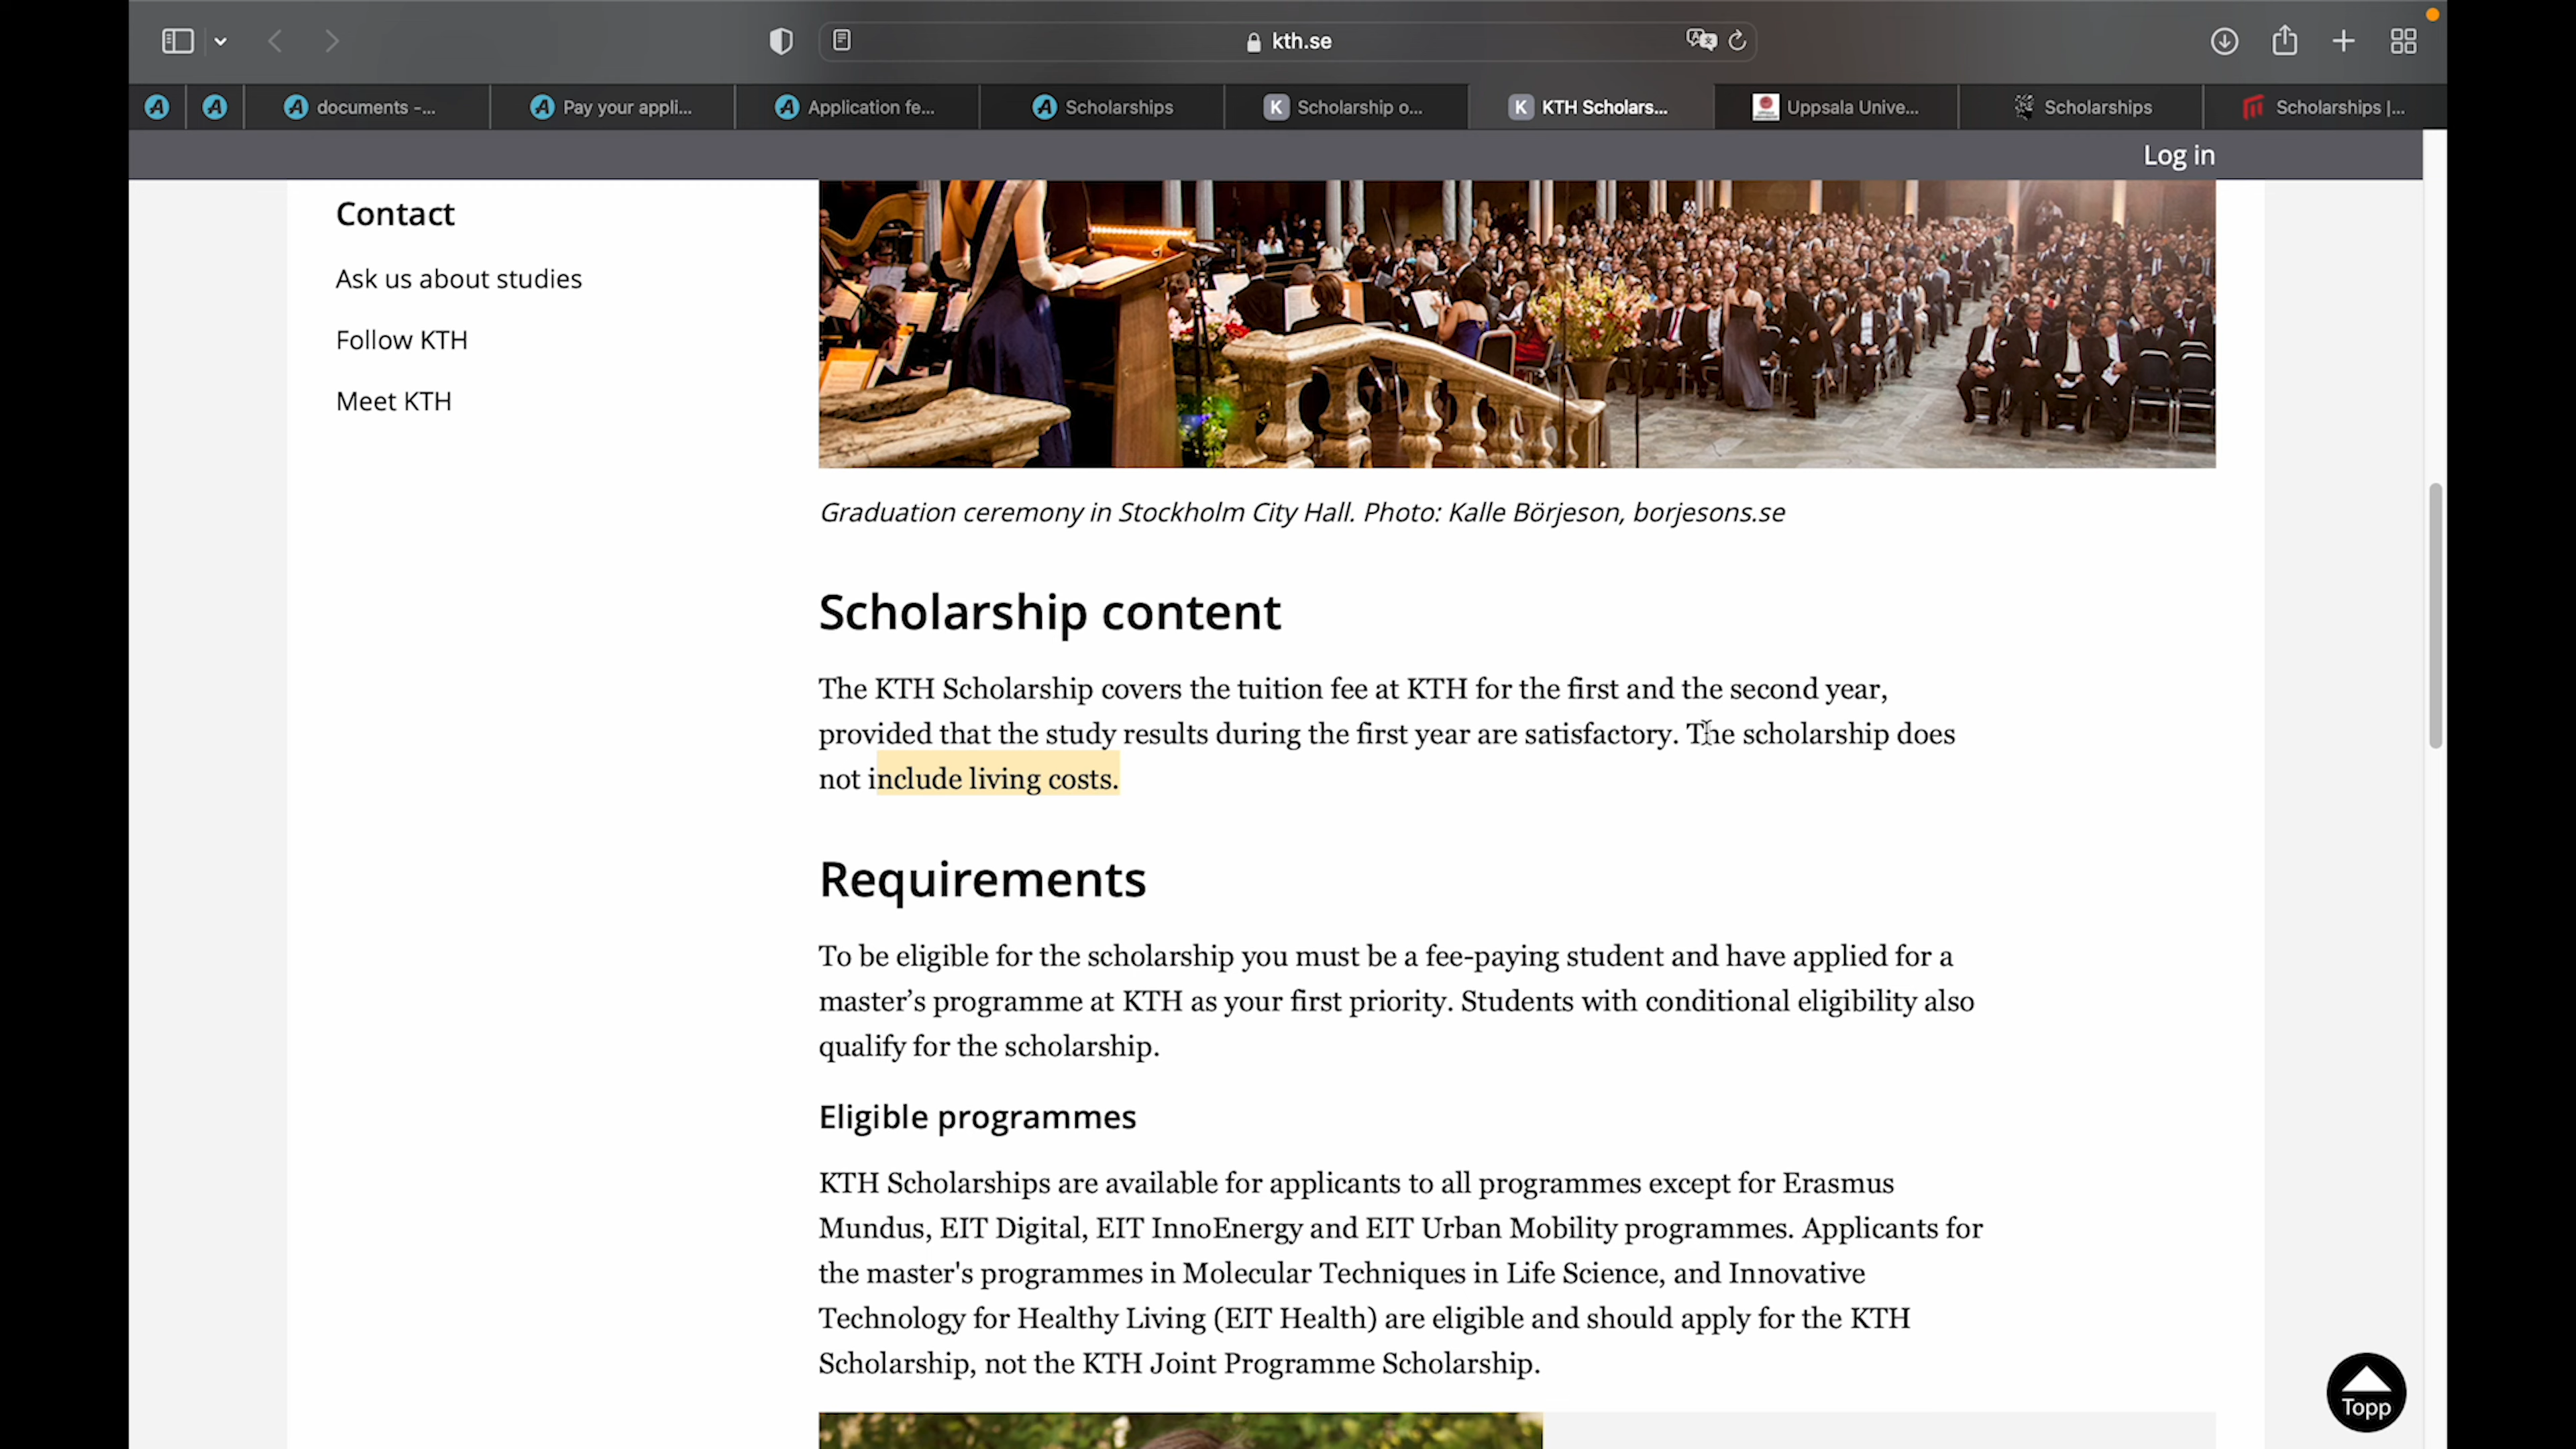 kth.se
documents -...
Pay your appli...
Application fe...
Scholarships
K
Scholarship o...
K
KTH Scholars...
Uppsala Unive...
Scholarships
Scholarships |...
Log in
Contact
Ask us about studies
Follow KTH
Meet KTH
Graduation ceremony in Stockholm City Hall. Photo: Kalle Börjeson, borjesons.se
Scholarship content
The KTH Scholarship covers the tuition fee at KTH for the first and the second year,
provided that the study results during the first year are satisfactory. The scholarship does
not include living costs.
Requirements
To be eligible for the scholarship you must be a fee-paying student and have applied for a
master’s programme at KTH as your first priority. Students with conditional eligibility also
qualify for the scholarship.
Eligible programmes
KTH Scholarships are available for applicants to all programmes except for Erasmus
Mundus, EIT Digital, EIT InnoEnergy and EIT Urban Mobility programmes. Applicants for
the master's programmes in Molecular Techniques in Life Science, and Innovative
Technology for Healthy Living (EIT Health) are eligible and should apply for the KTH
Scholarship, not the KTH Joint Programme Scholarship.
Topp